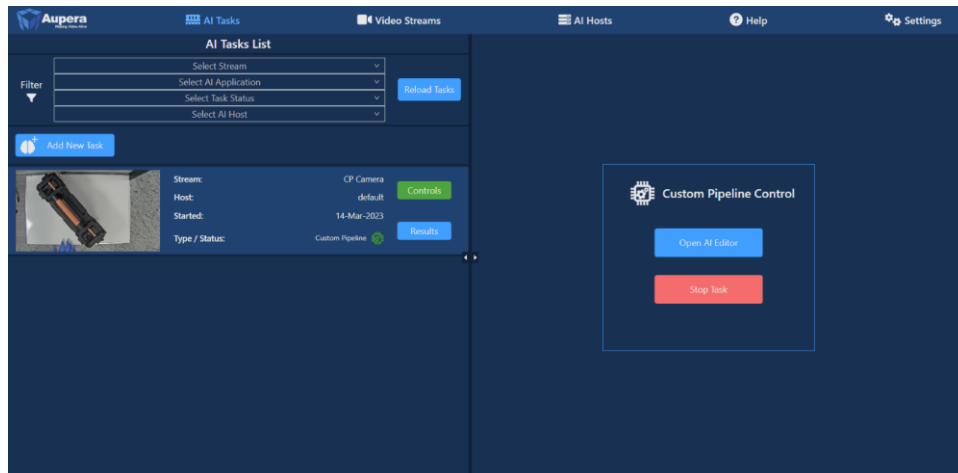 Aupera
AI Tasks
Video Streams
AI Hosts
Help
Settings
AI Tasks List
Filter
Select Stream
Select AI Application
Select Task Status
Select AI Host
Reload Tasks
Add New Task
Stream: CP Camera
Host: default
Started: 14-Mar-2023
Type / Status: Custom Pipeline
Controls
Results
Custom Pipeline Control
Open AI Editor
Stop Task